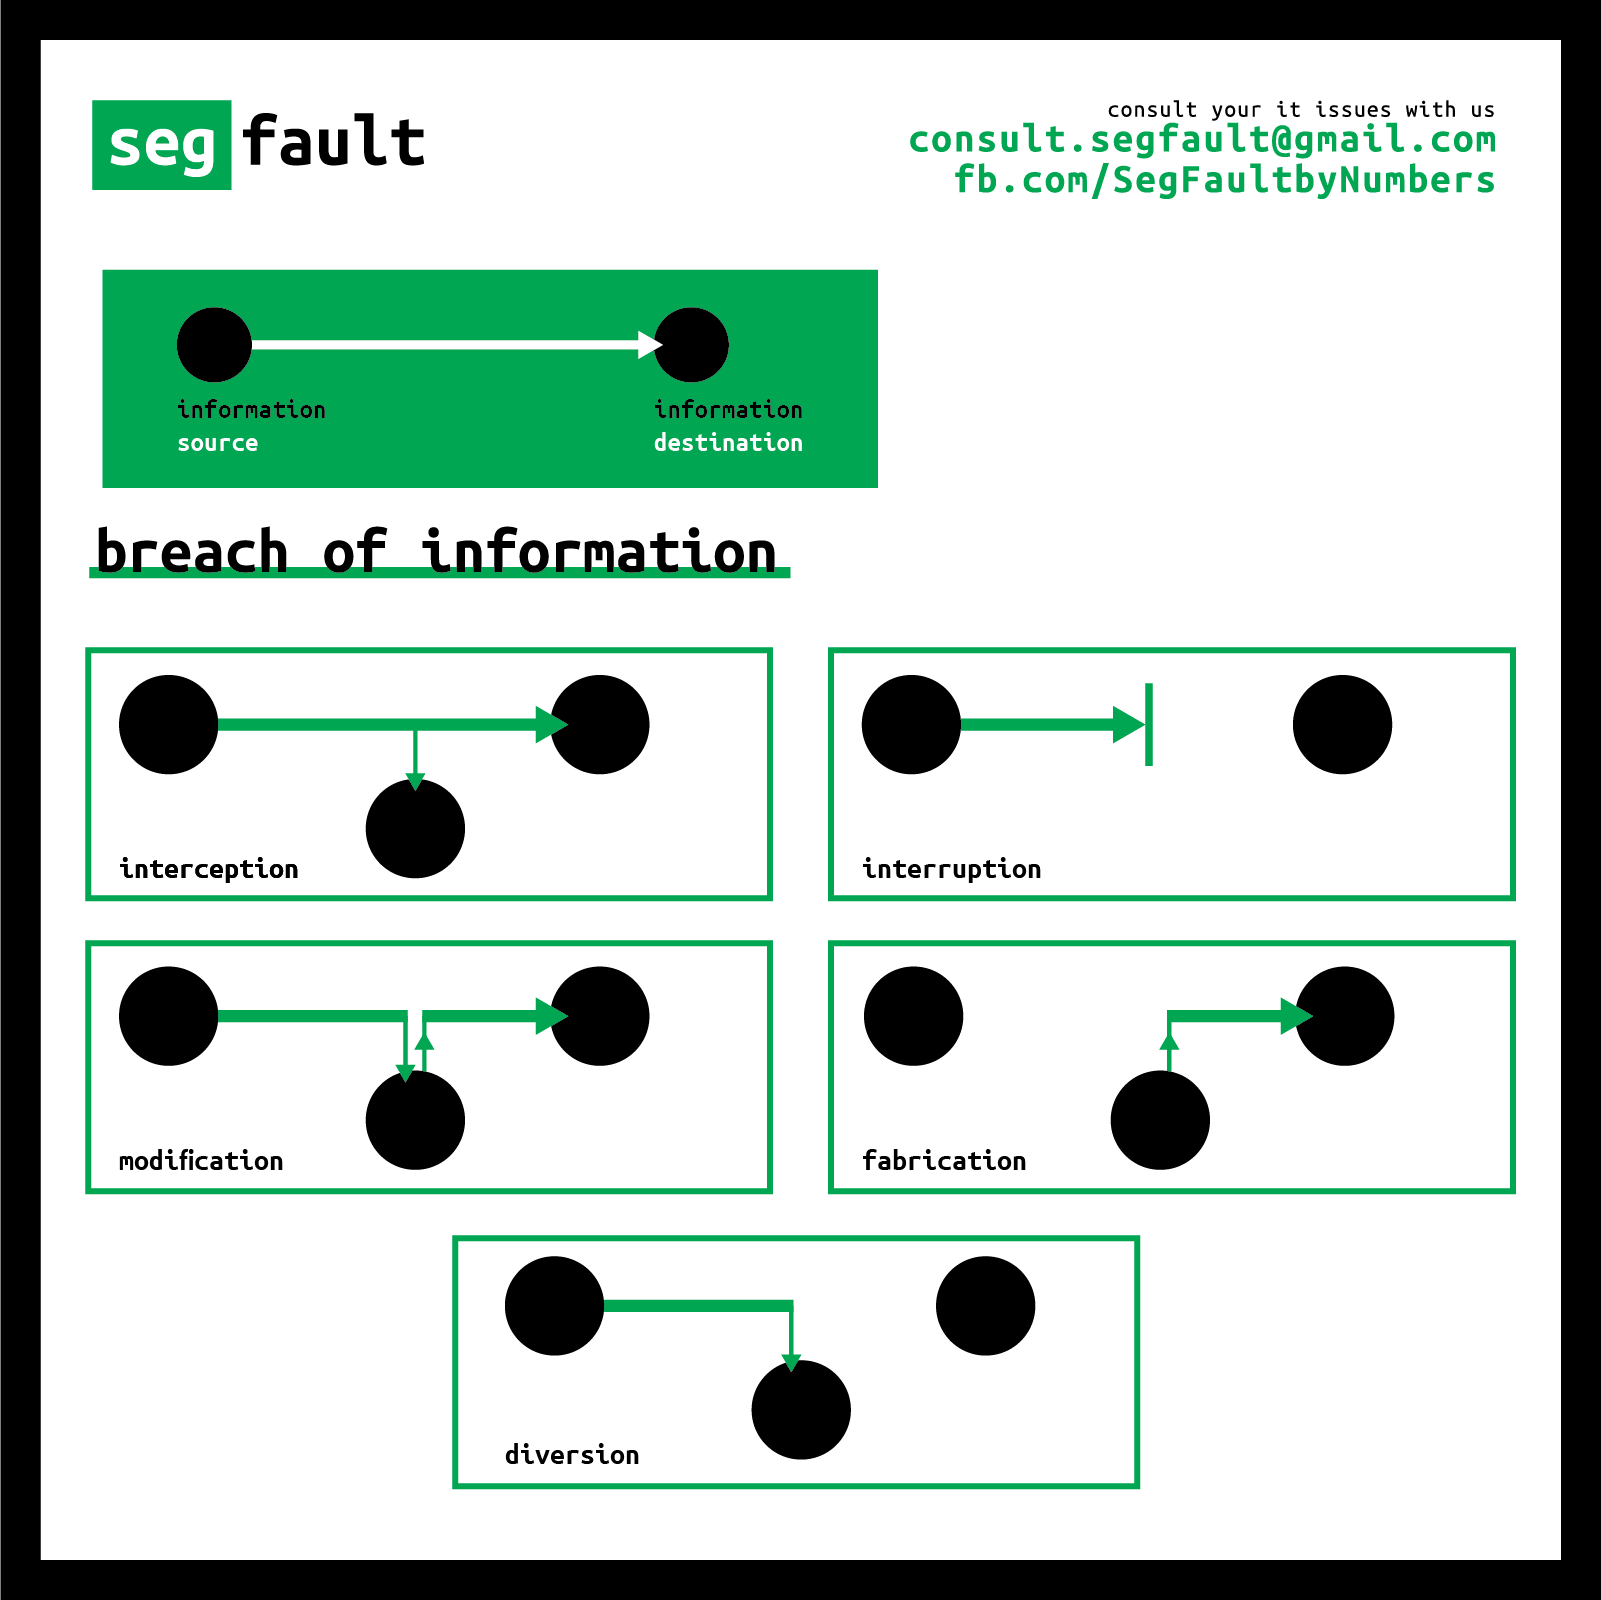 seg fault
consult your it issues with us
consult.segfault@gmail.com
fb.com/SegFaultbyNumbers
information
source
information
destination
breach of information
interception
interruption
modification
fabrication
diversion